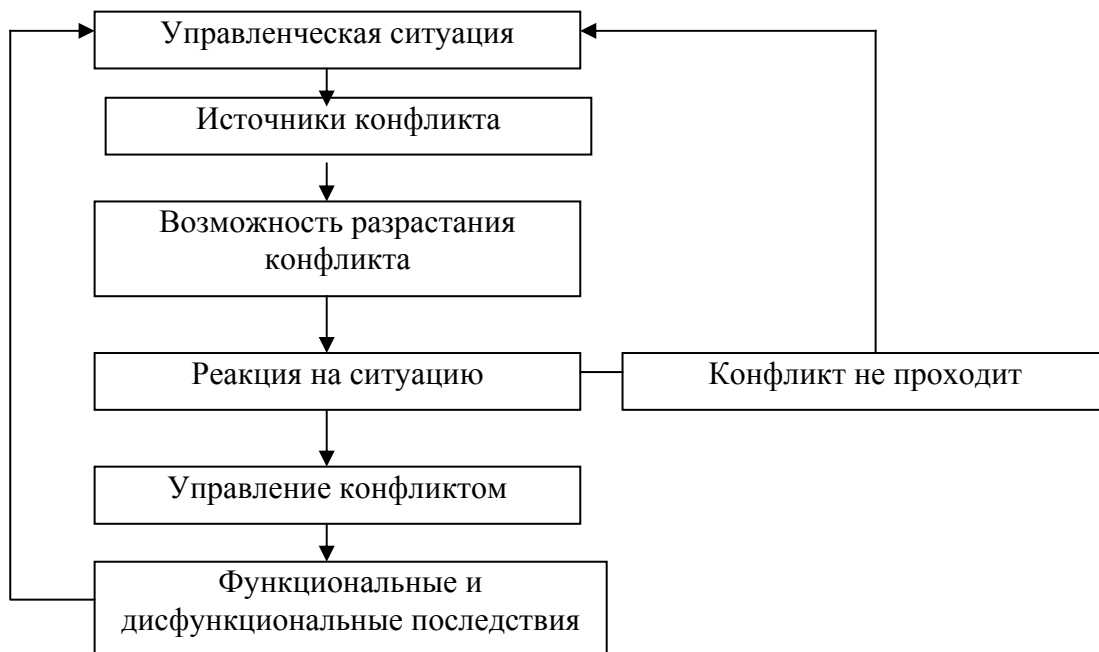 Управленческая ситуация
Источники конфликта
Возможность разрастания
конфликта
Реакция на ситуацию
Конфликт не проходит
Управление конфликтом
Функциональные и
дисфункциональные последствия